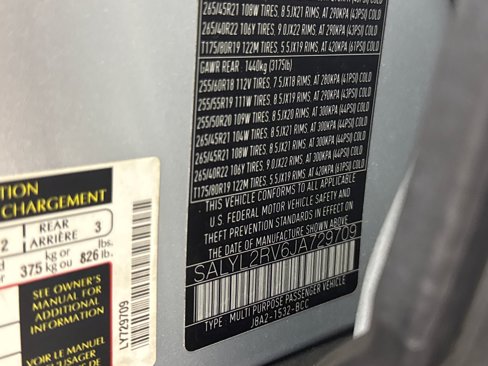 265/45R21 108W TIRES, 8.5JX21 RIMS, AT 290KPA (43PSI) COLD
265/40R22 106Y TIRES, 9.0JX22 RIMS, AT 290KPA (43PSI) COLD
T175/80R19 122M TIRES 5.5JX19 RIMS, AT 420KPA (61PSI) COLD
GAWR REAR 1440kg (3175lb)
255/60R18 112V TIRES, 7.5JX18 RIMS, AT 280KPA (41PSI) COLD
255/55R19 111W TIRES, 8.5JX19 RIMS, AT 290KPA (43PSI) COLD
255/50R20 109W TIRES, 8.5JX20 RIMS, AT 300KPA (44PSI) COLD
265/45R21 104W TIRES, 8.5JX21 RIMS, AT 300KPA (44PSI) COLD
265/45R21 108W TIRES, 8.5JX21 RIMS, AT 300KPA (44PSI) COLD
265/40R22 106Y TIRES, 9.0JX22 RIMS, AT 300KPA (44PSI) COLD
T175/80R19 122M TIRES 5.5JX19 RIMS, AT 420KPA (61PSI) COLD
THIS VEHICLE CONFORMS TO ALL APPLICABLE
U.S. FEDERAL MOTOR VEHICLE SAFETY AND
THEFT PREVENTION STANDARDS IN EFFECT ON
THE DATE OF MANUFACTURE SHOWN ABOVE
SALYL2RV6JA729709
TYPE MULTI PURPOSE PASSENGER VEHICLE
J8A2-1532-BCC
TION
CHARGEMENT
2 REAR 3
ARRIÈRE
kg or lbs.
375 kg ou 826 lb.
SEE OWNER'S
MANUAL FOR
ADDITIONAL
INFORMATION
VOIR LE MANUEL
L'USAGER
LY729709